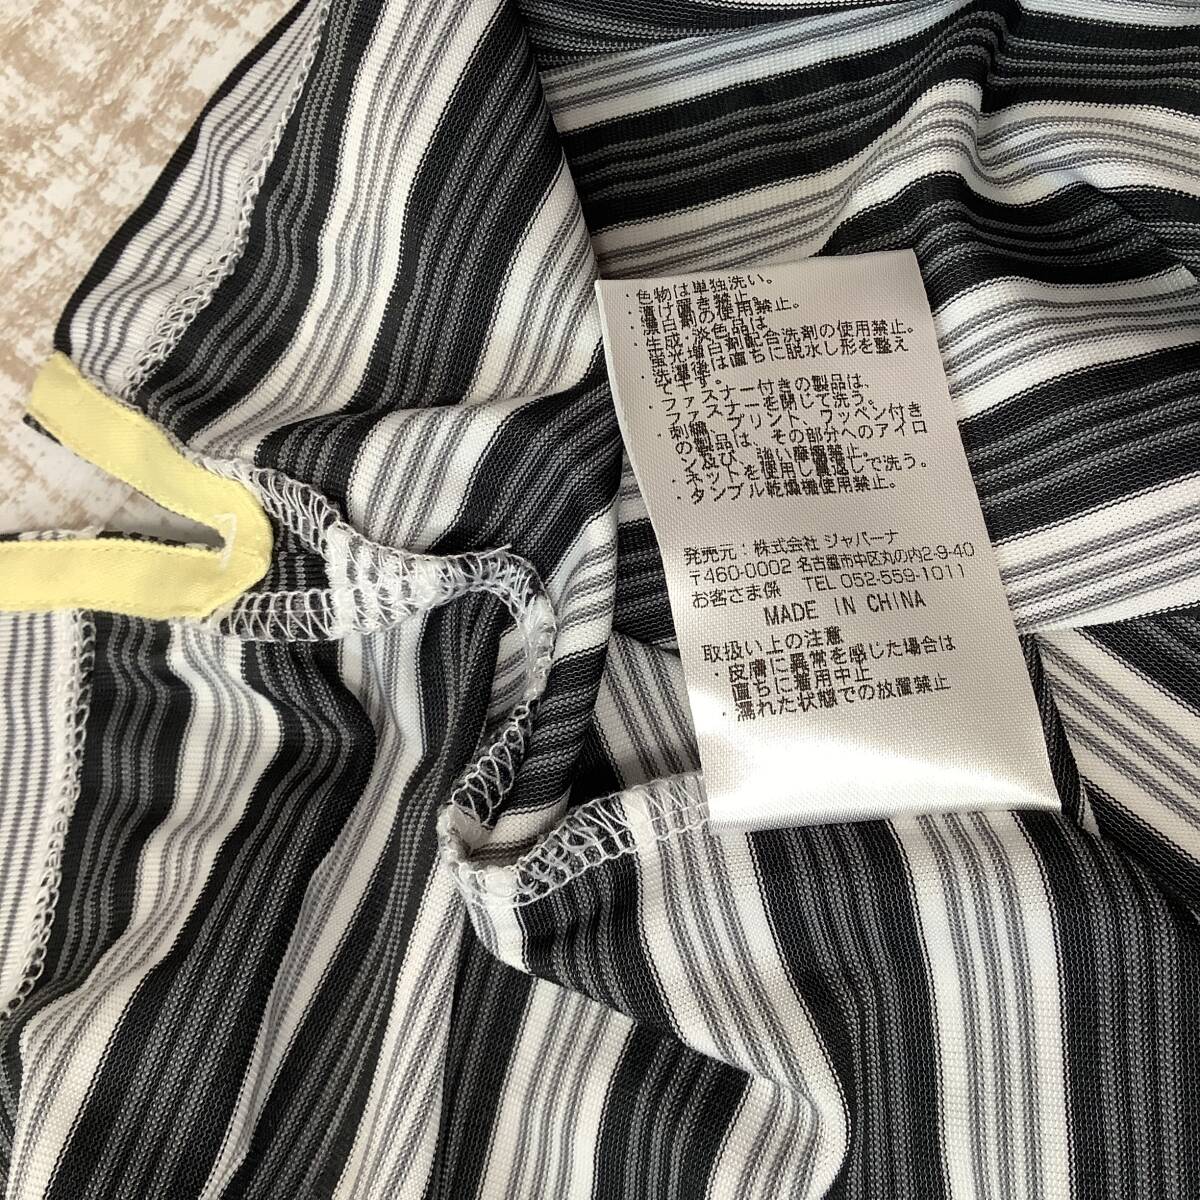 ・色物は単独洗い。
・漬け置き禁止。
・漂白剤の使用禁止。
・生成・淡色品は、
蛍光増白剤配合洗剤の使用禁止。
・洗濯後は直ちに脱水し形を整え
て干す。
・ファスナー付きの製品は、
ファスナーを閉じて洗う。
・刺繍、プリント、ワッペン付き
の製品は、その部分へのアイロ
ン及び、強い摩擦禁止。
・ネットを使用し裏返しで洗う。
・タンブル乾燥機使用禁止。
発売元：株式会社 ジャパーナ
〒460-0002 名古屋市中区丸の内2-9-40
お客さま係 TEL 052-559-1011
MADE IN CHINA
取扱い上の注意
・皮膚に異常を感じた場合は
直ちに着用中止
・濡れた状態での放置禁止